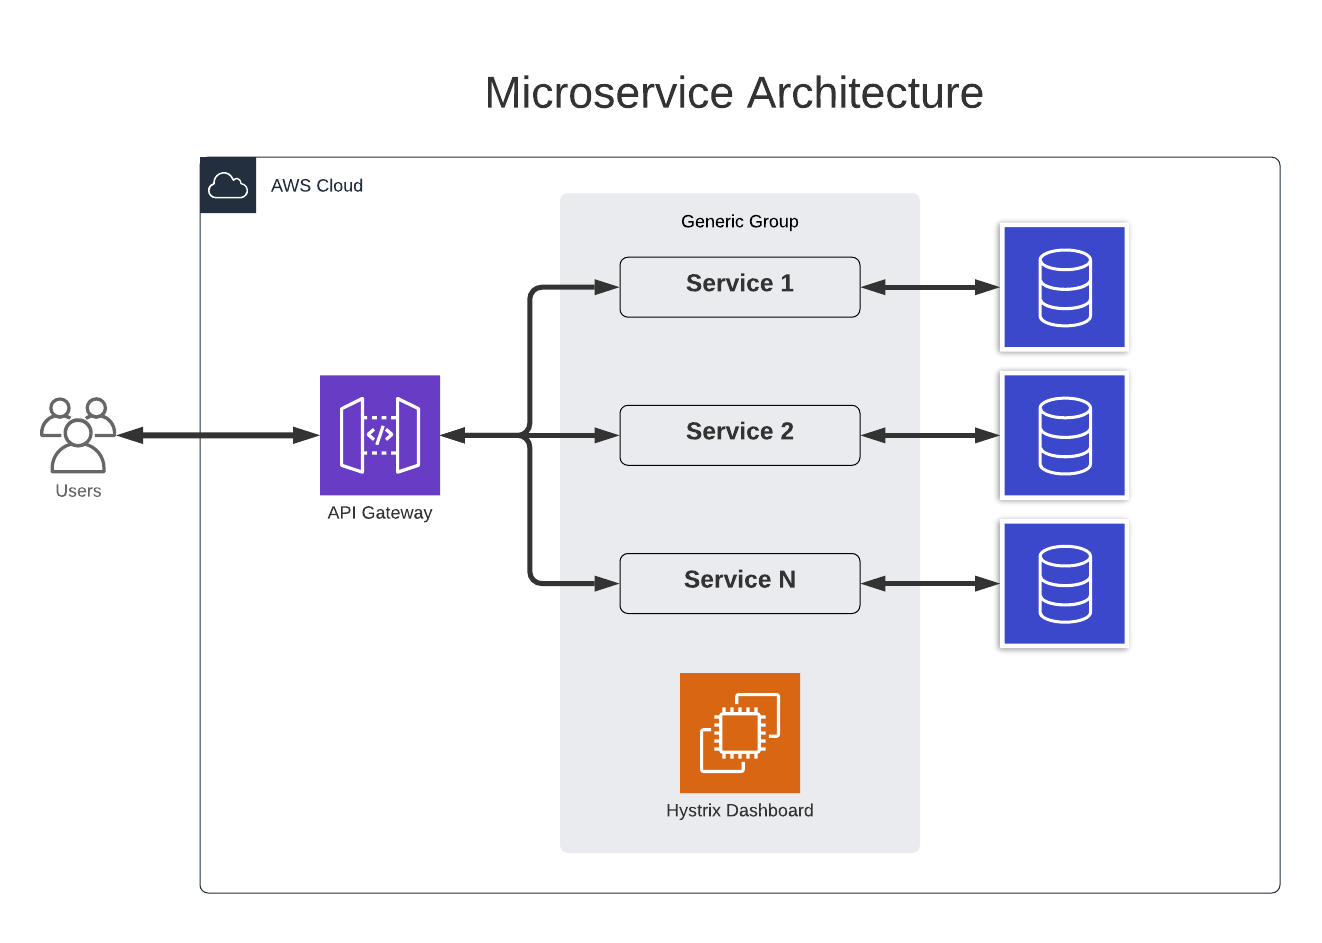 Microservice Architecture
AWS Cloud
Generic Group
Service 1
Service 2
Service N
Users
API Gateway
</>
Hystrix Dashboard